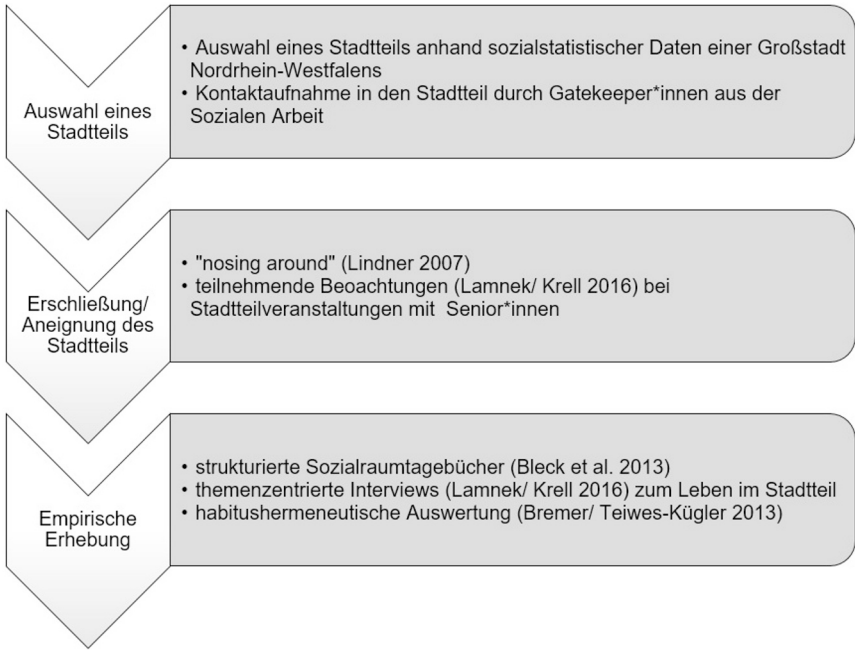 Auswahl eines
Stadtteils
• Auswahl eines Stadtteils anhand sozialstatistischer Daten einer Großstadt
Nordrhein-Westfalens
• Kontaktaufnahme in den Stadtteil durch Gatekeeper*innen aus der
Sozialen Arbeit
Erschließung/
Aneignung des
Stadtteils
• "nosing around" (Lindner 2007)
• teilnehmende Beoachtungen (Lamnek/ Krell 2016) bei
Stadtteilveranstaltungen mit Senior*innen
Empirische
Erhebung
• strukturierte Sozialraumtagebücher (Bleck et al. 2013)
• themenzentrierte Interviews (Lamnek/ Krell 2016) zum Leben im Stadtteil
• habitushermeneutische Auswertung (Bremer/ Teiwes-Kügler 2013)